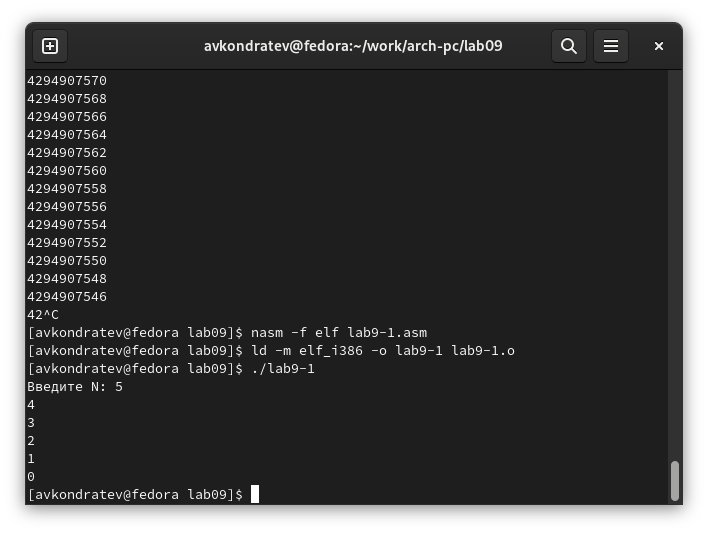 avkondratev@fedora:~/work/arch-pc/lab09
4294907570
4294907568
4294907566
4294907564
4294907562
4294907560
4294907558
4294907556
4294907554
4294907552
4294907550
4294907548
4294907546
42^C
[avkondratev@fedora lab09]$ nasm -f elf lab9-1.asm
[avkondratev@fedora lab09]$ ld -m elf_i386 -o lab9-1 lab9-1.o
[avkondratev@fedora lab09]$ ./lab9-1
Введите N: 5
4
3
2
1
0
[avkondratev@fedora lab09]$